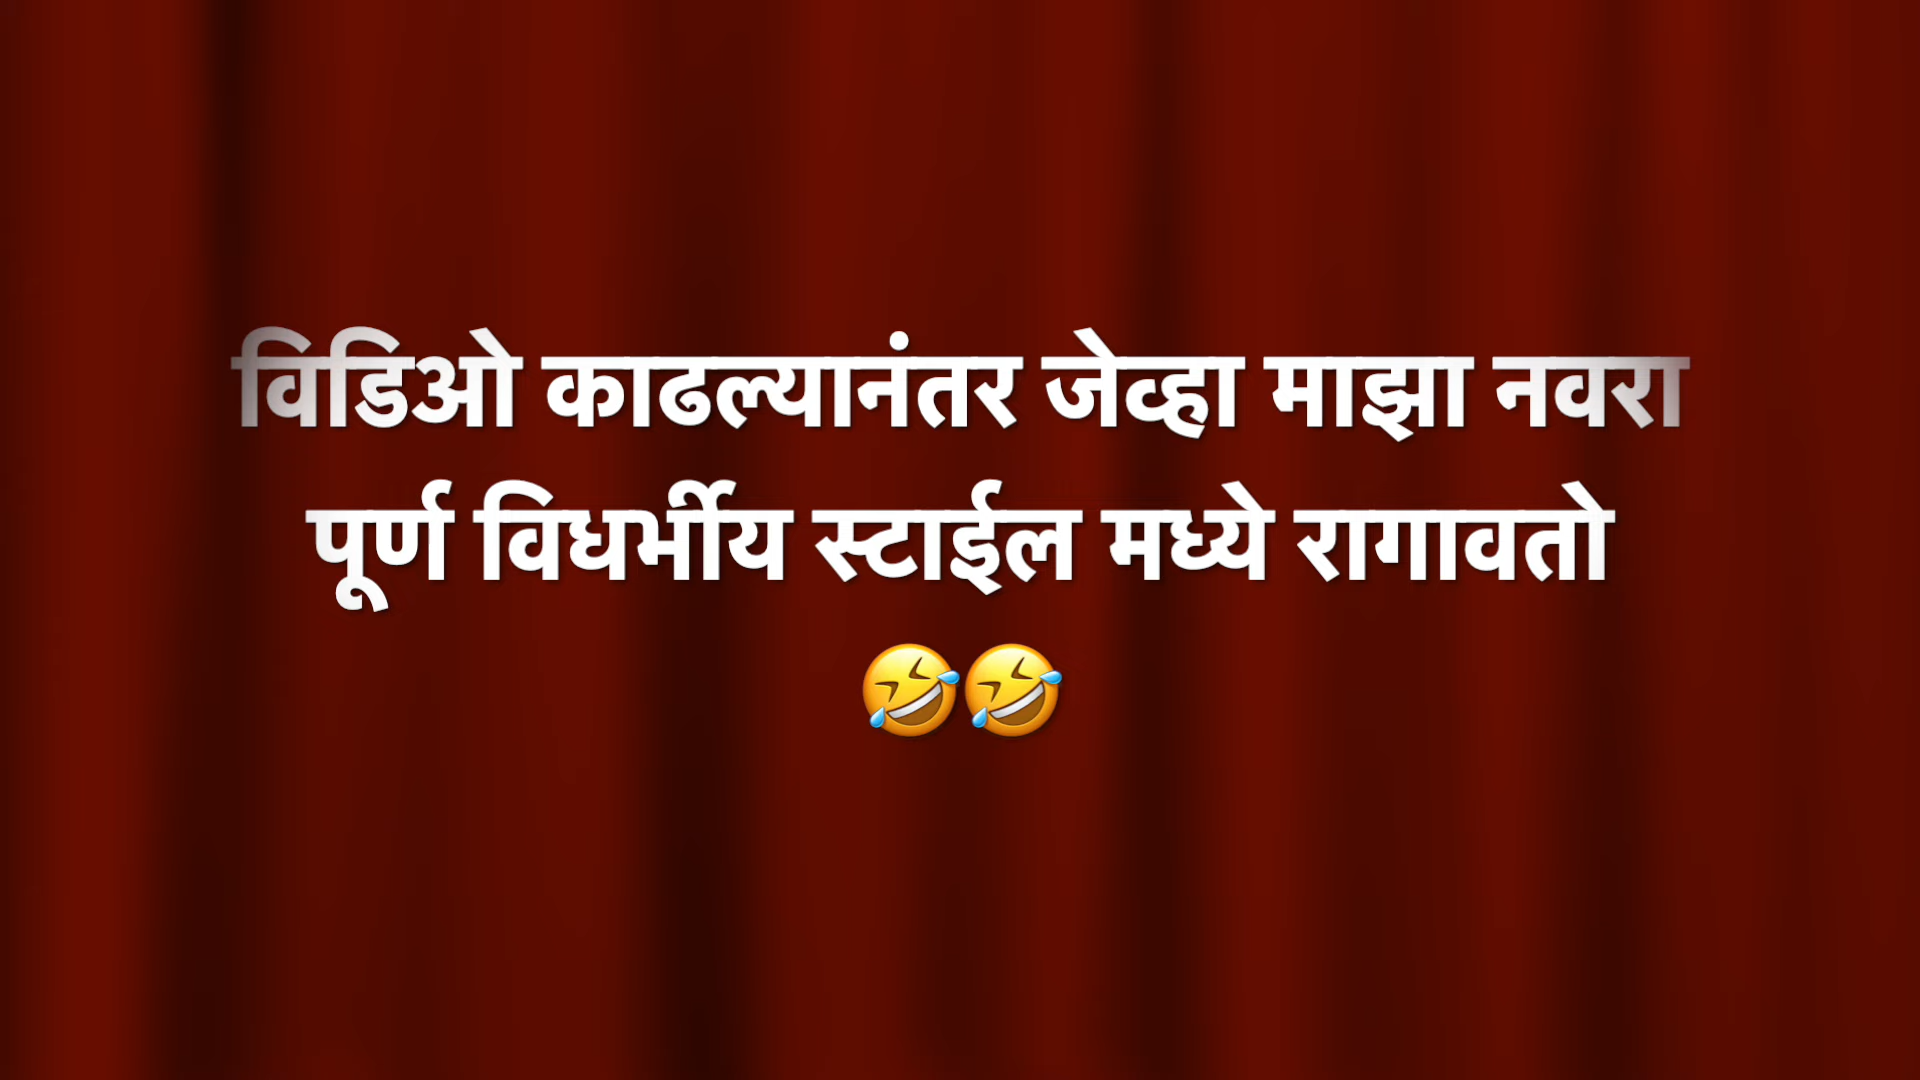 विडिओ काढल्यानंतर जेव्हा माझा नवरा
पूर्ण विधर्भीय स्टाईल मध्ये रागावतो
🤣🤣